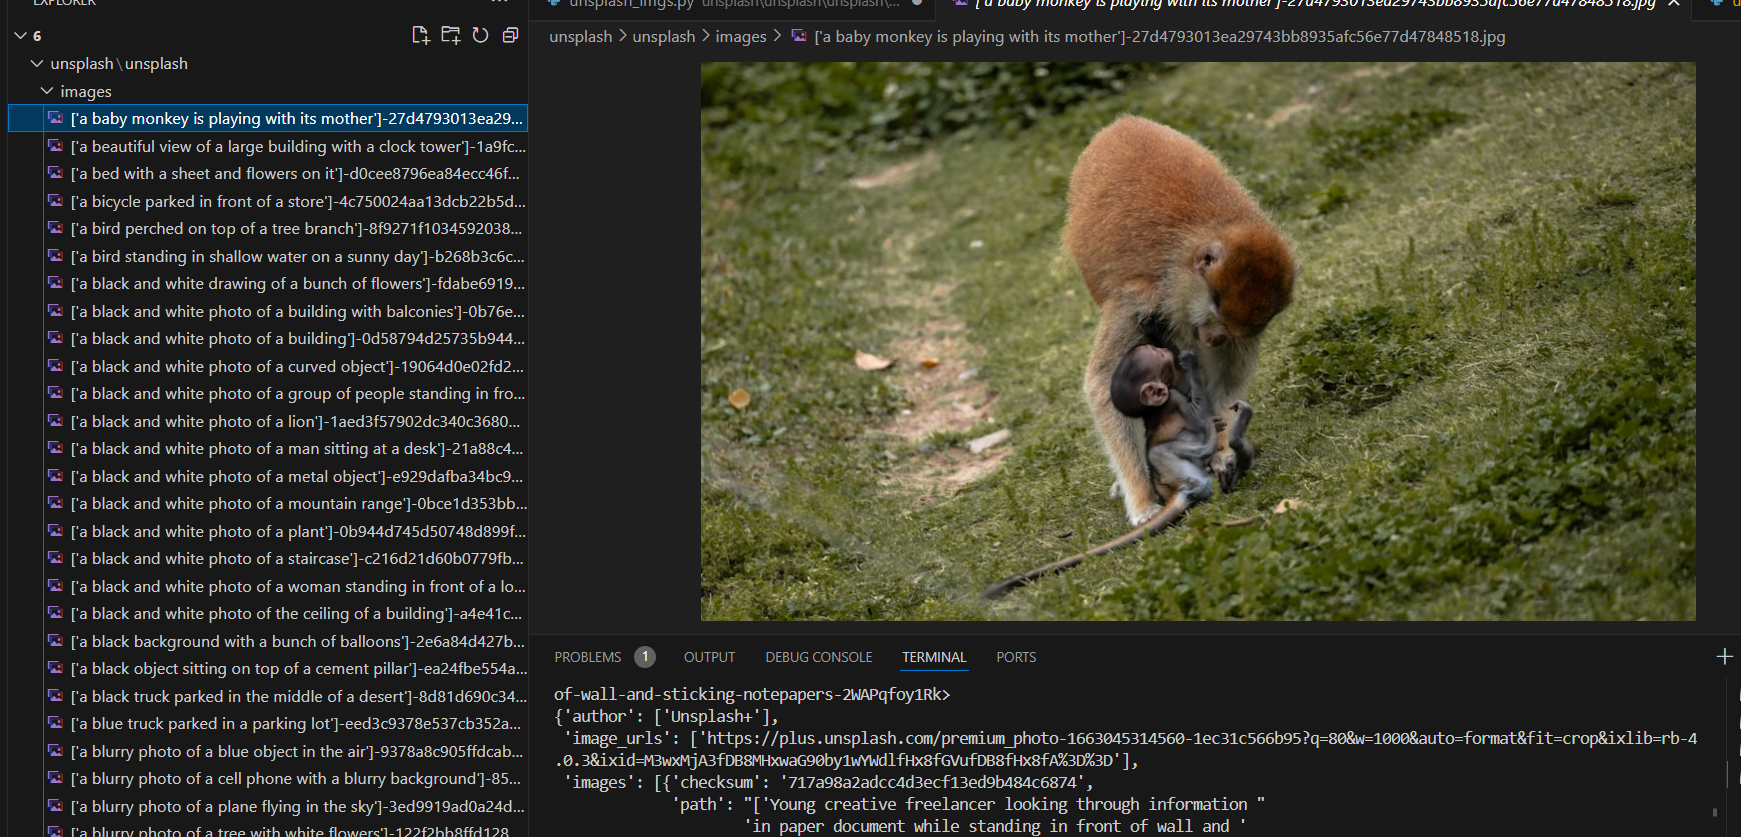 EXPLORER
6
unsplash\unsplash
images
['a baby monkey is playing with its mother']-27d4793013ea29...
['a beautiful view of a large building with a clock tower']-1a9fc...
['a bed with a sheet and flowers on it']-d0cee8796ea84ecc46f...
['a bicycle parked in front of a store']-4c750024aa13dcb22b5d...
['a bird perched on top of a tree branch']-8f9271f1034592038...
['a bird standing in shallow water on a sunny day']-b268b3c6c...
['a black and white drawing of a bunch of flowers']-fdabe6919...
['a black and white photo of a building with balconies']-0b76e...
['a black and white photo of a building']-0d58794d25735b944...
['a black and white photo of a curved object']-19064d0e02fd2...
['a black and white photo of a group of people standing in fro...
['a black and white photo of a lion']-1aed3f57902dc340c3680...
['a black and white photo of a man sitting at a desk']-21a88c4...
['a black and white photo of a metal object']-e929dafba34bc9...
['a black and white photo of a mountain range']-0bce1d353bb...
['a black and white photo of a plant']-0b944d745d50748d899f...
['a black and white photo of a staircase']-c216d21d60b0779fb...
['a black and white photo of a woman standing in front of a lo...
['a black and white photo of the ceiling of a building']-a4e41c...
['a black background with a bunch of balloons']-2e6a84d427b...
['a black object sitting on top of a cement pillar']-ea24fbe554a...
['a black truck parked in the middle of a desert']-8d81d690c34...
['a blue truck parked in a parking lot']-eed3c9378e537cb352a...
['a blurry photo of a blue object in the air']-9378a8c905ffdcab...
['a blurry photo of a cell phone with a blurry background']-85...
['a blurry photo of a plane flying in the sky']-3ed9919ad0a24d...
['a blurry photo of a tree with white flowers']-122f2bb8ffd128...
unsplash_imgs.py unsplash\unsplash\unsplash\...
['a baby monkey is playing with its mother']-27d4793013ea29743bb8935afc56e77d47848518.jpg
unsplash > unsplash > images > ['a baby monkey is playing with its mother']-27d4793013ea29743bb8935afc56e77d47848518.jpg
PROBLEMS 1 OUTPUT DEBUG CONSOLE TERMINAL PORTS
of-wall-and-sticking-notepapers-2WAPqfoy1Rk>
{'author': ['Unsplash+'],
'image_urls': ['https://plus.unsplash.com/premium_photo-1663045314560-1ec31c566b95?q=80&w=1000&auto=format&fit=crop&ixlib=rb-4
.0.3&ixid=M3wxMjA3fDB8MHxwaG90by1wYWdlfHx8fGVufDB8fHx8fA%3D%3D'],
'images': [{'checksum': '717a98a2adcc4d3ecf13ed9b484c6874',
'path': "['Young creative freelancer looking through information "
'in paper document while standing in front of wall and '